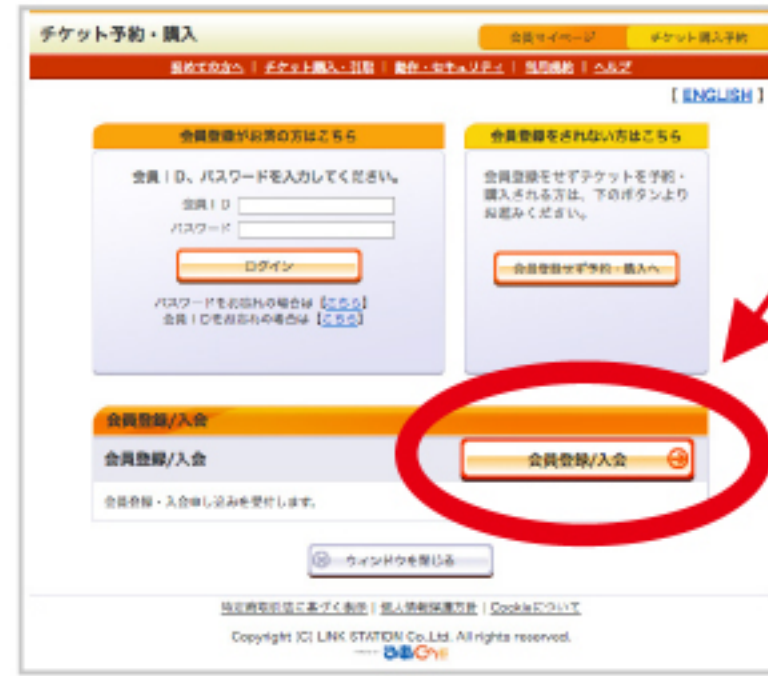 チケット予約・購入
会員マイページ
チケット購入予約
初めての方へ | チケット購入・引取 | 動作・セキュリティ | 利用規約 | ヘルプ
[ ENGLISH ]
会員登録がお済の方はこちら
会員ID、パスワードを入力してください。
会員ID
パスワード
ログイン
パスワードをお忘れの場合は【こちら】
会員IDをお忘れの場合は【こちら】
会員登録をされない方はこちら
会員登録をせずチケットを予約・
購入される方は、下のボタンより
お進みください。
会員登録せず予約・購入へ
会員登録/入会
会員登録/入会
会員登録/入会
会員登録・入会申し込みを受付します。
ウィンドウを閉じる
特定商取引法に基づく表示 | 個人情報保護方針 | Cookieについて
Copyright (C) LINK STATION Co.,Ltd. All rights reserved.